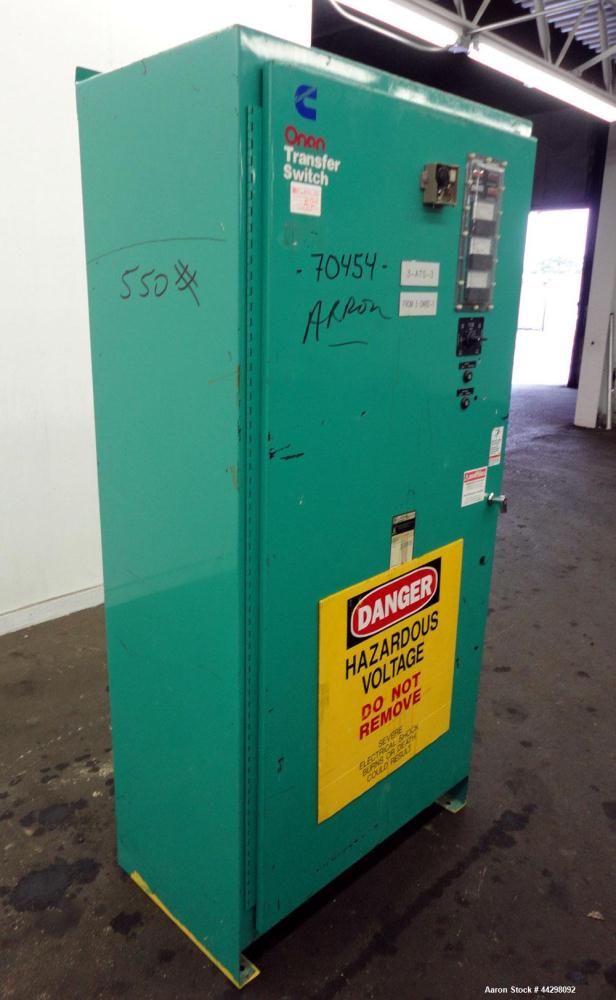 Onan
Transfer
Switch
550#
- 70454 -
ARRON
3-ATS-3
DANGER
HAZARDOUS
VOLTAGE
DO NOT
REMOVE
SEVERE
ELECTRICAL SHOCK
BURNS OR DEATH
COULD RESULT
Aaron Stock # 44298092